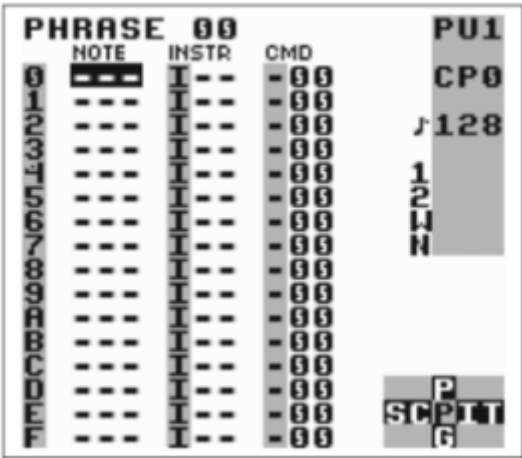 PHRASE 00 PU1
NOTE INSTR CMD
0 --- I-- -00 CP0
1 --- I-- -00
2 --- I-- -00 ♪128
3 --- I-- -00
4 --- I-- -00 1
5 --- I-- -00 2
6 --- I-- -00 W
7 --- I-- -00 N
8 --- I-- -00
9 --- I-- -00
A --- I-- -00
B --- I-- -00
C --- I-- -00
D --- I-- -00 P
E --- I-- -00 SCPIT
F --- I-- -00 G